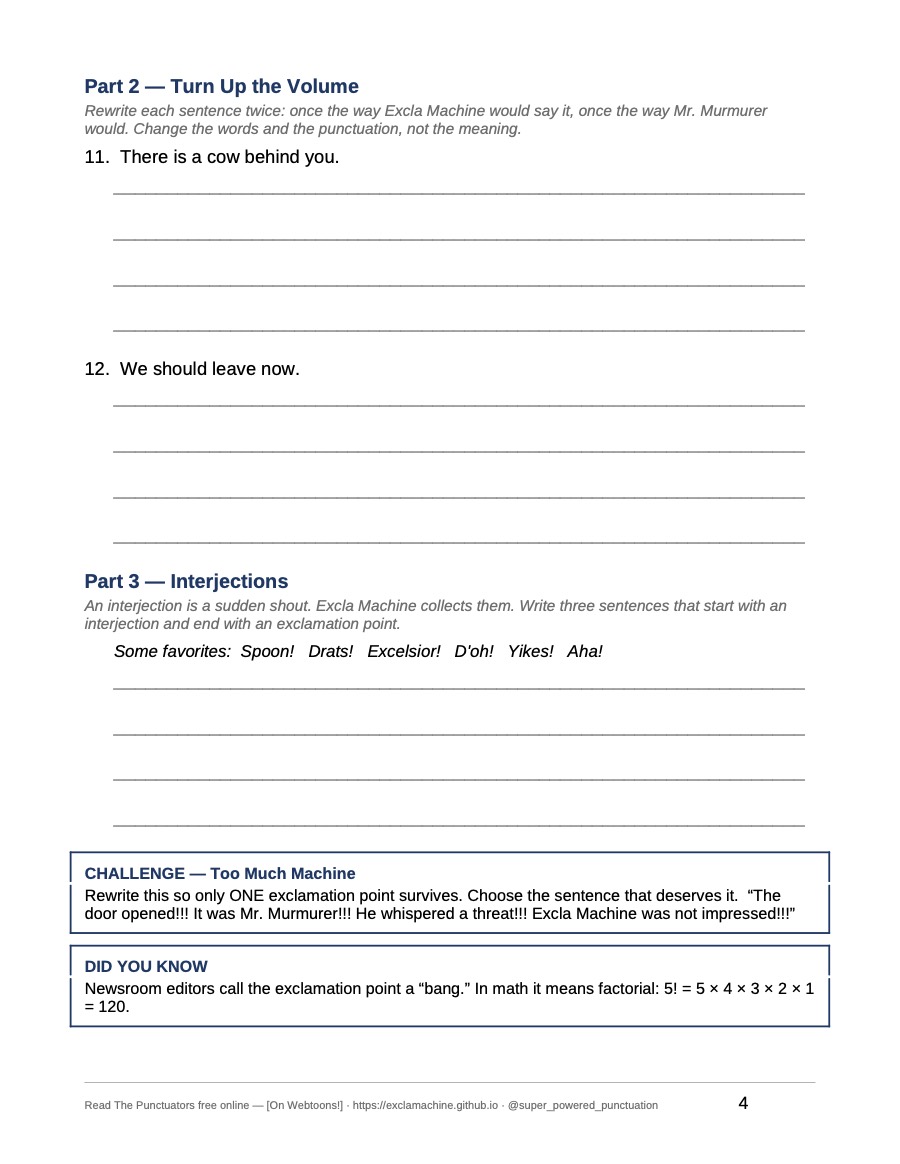 Part 2 — Turn Up the Volume
Rewrite each sentence twice: once the way Excla Machine would say it, once the way Mr. Murmurer
would. Change the words and the punctuation, not the meaning.
11. There is a cow behind you.
12. We should leave now.
Part 3 — Interjections
An interjection is a sudden shout. Excla Machine collects them. Write three sentences that start with an
interjection and end with an exclamation point.
Some favorites: Spoon! Drats! Excelsior! D'oh! Yikes! Aha!
CHALLENGE — Too Much Machine
Rewrite this so only ONE exclamation point survives. Choose the sentence that deserves it. “The
door opened!!! It was Mr. Murmurer!!! He whispered a threat!!! Excla Machine was not impressed!!!”
DID YOU KNOW
Newsroom editors call the exclamation point a “bang.” In math it means factorial: 5! = 5 × 4 × 3 × 2 × 1
= 120.
Read The Punctuators free online — [On Webtoons!] · https://exclamachine.github.io · @super_powered_punctuation 4